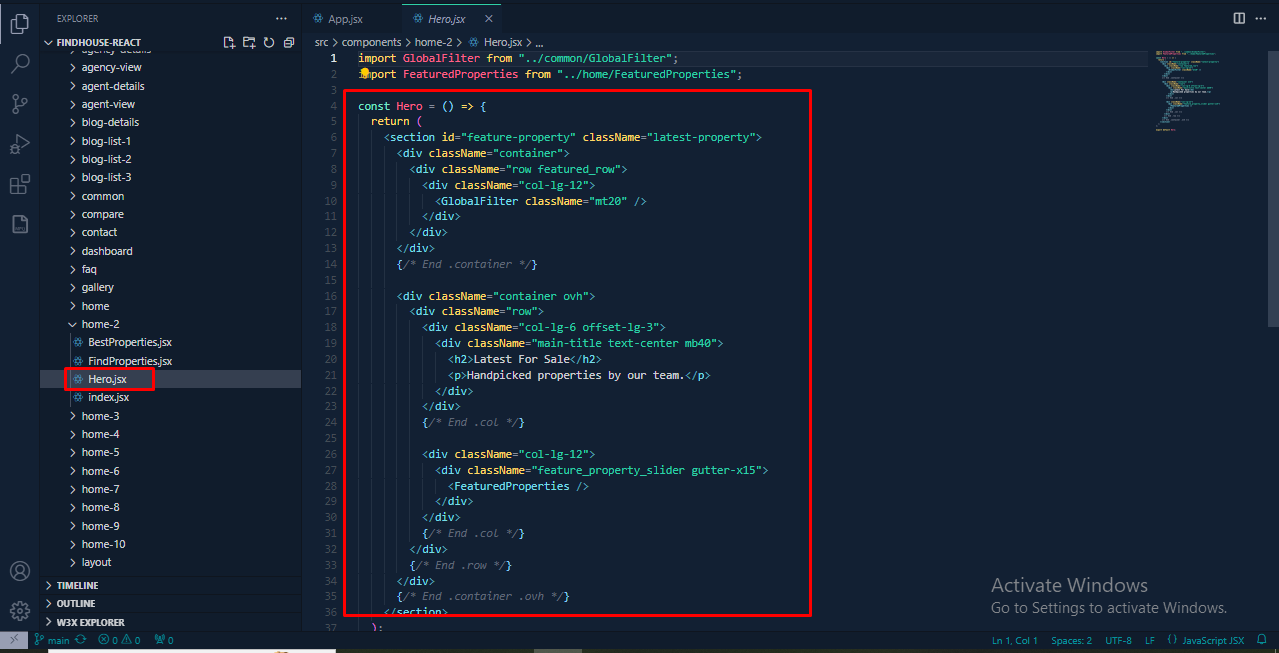 EXPLORER
FINDHOUSE-REACT
agency-details
agency-view
agent-details
agent-view
blog-details
blog-list-1
blog-list-2
blog-list-3
common
compare
contact
dashboard
faq
gallery
home
home-2
BestProperties.jsx
FindProperties.jsx
Hero.jsx
index.jsx
home-3
home-4
home-5
home-6
home-7
home-8
home-9
home-10
layout
TIMELINE
OUTLINE
W3X EXPLORER
App.jsx
Hero.jsx
src > components > home-2 > Hero.jsx > ...
1 import GlobalFilter from "../common/GlobalFilter";
2 import FeaturedProperties from "../home/FeaturedProperties";
3
4 const Hero = () => {
5 return (
6 <section id="feature-property" className="latest-property">
7 <div className="container">
8 <div className="row featured_row">
9 <div className="col-lg-12">
10 <GlobalFilter className="mt20" />
11 </div>
12 </div>
13 </div>
14 {/* End .container */}
15
16 <div className="container ovh">
17 <div className="row">
18 <div className="col-lg-6 offset-lg-3">
19 <div className="main-title text-center mb40">
20 <h2>Latest For Sale</h2>
21 <p>Handpicked properties by our team.</p>
22 </div>
23 </div>
24 {/* End .col */}
25
26 <div className="col-lg-12">
27 <div className="feature_property_slider gutter-x15">
28 <FeaturedProperties />
29 </div>
30 </div>
31 {/* End .col */}
32 </div>
33 {/* End .row */}
34 </div>
35 {/* End .container .ovh */}
36 </section>
37 );
Activate Windows
Go to Settings to activate Windows.
main 0 0 0
Ln 1, Col 1 Spaces: 2 UTF-8 LF {} JavaScript JSX